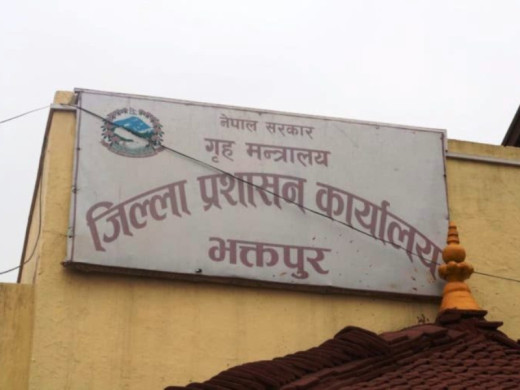 नेपाल सरकार
गृह मन्त्रालय
जिल्ला प्रशासन कार्यालय
भक्तपुर